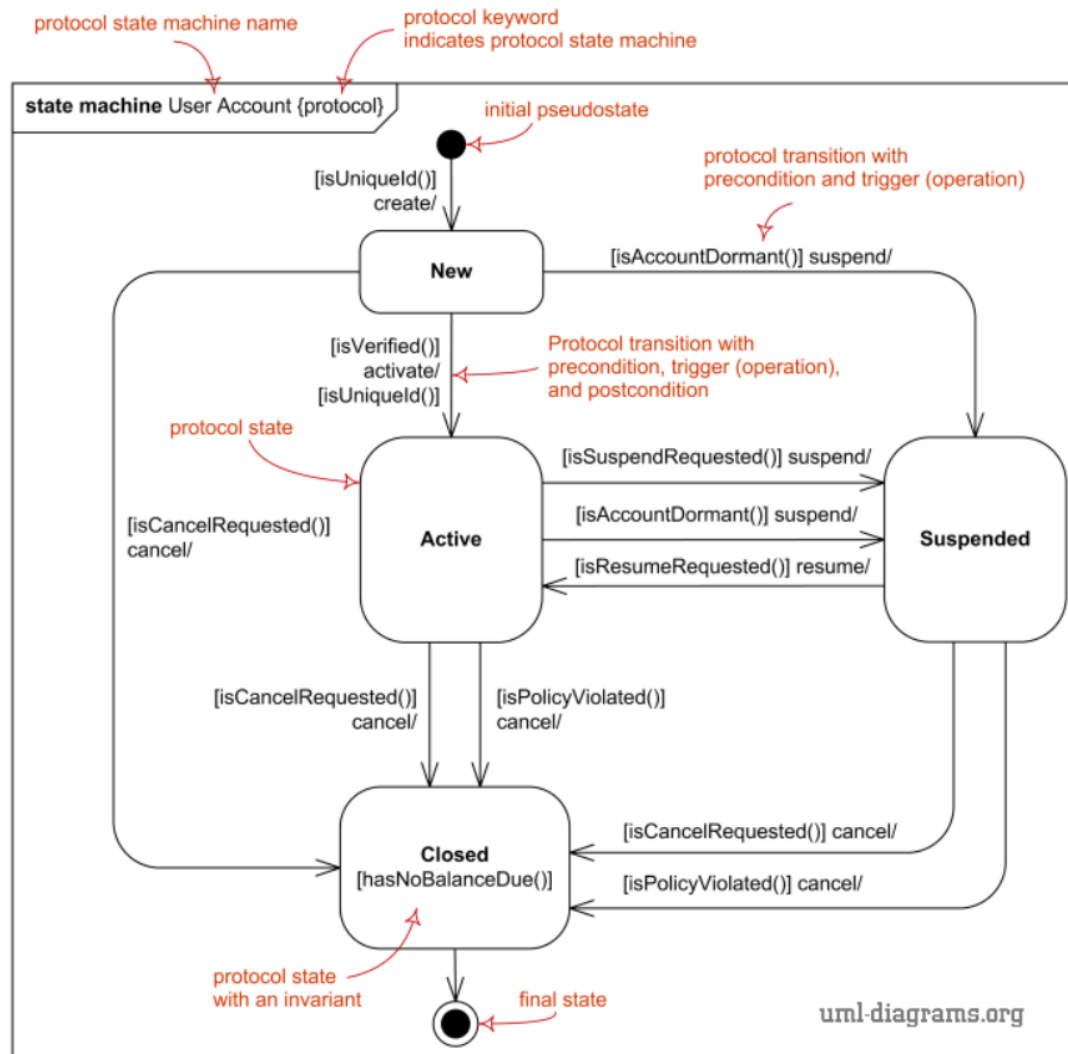 protocol state machine name
protocol keyword
indicates protocol state machine
state machine User Account {protocol}
initial pseudostate
[isUniqueId()]
create/
protocol transition with
precondition and trigger (operation)
New
[isAccountDormant()] suspend/
[isVerified()]
activate/
[isUniqueId()]
Protocol transition with
precondition, trigger (operation),
and postcondition
protocol state
[isSuspendRequested()] suspend/
[isCancelRequested()]
cancel/
Active
[isAccountDormant()] suspend/
Suspended
[isResumeRequested()] resume/
[isCancelRequested()]
cancel/
[isPolicyViolated()]
cancel/
[isCancelRequested()] cancel/
Closed
[hasNoBalanceDue()]
[isPolicyViolated()] cancel/
protocol state
with an invariant
final state
uml-diagrams.org